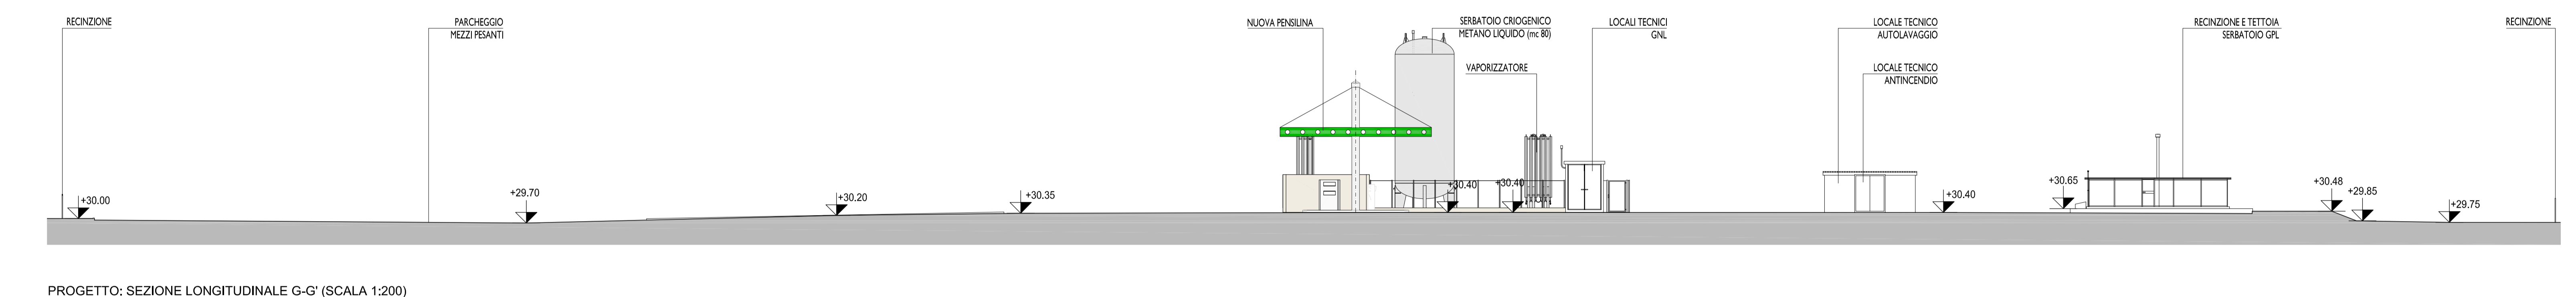 RECINZIONE
PARCHEGGIO
MEZZI PESANTI
NUOVA PENSILINA
SERBATOIO CRIOGENICO
METANO LIQUIDO (mc 80)
LOCALI TECNICI
GNL
VAPORIZZATORE
LOCALE TECNICO
AUTOLAVAGGIO
LOCALE TECNICO
ANTINCENDIO
RECINZIONE E TETTOIA
SERBATOIO GPL
RECINZIONE
+30.00
+29.70
+30.20
+30.35
+30.40
+30.40
+30.40
+30.65
+30.48
+29.85
+29.75
PROGETTO: SEZIONE LONGITUDINALE G-G' (SCALA 1:200)